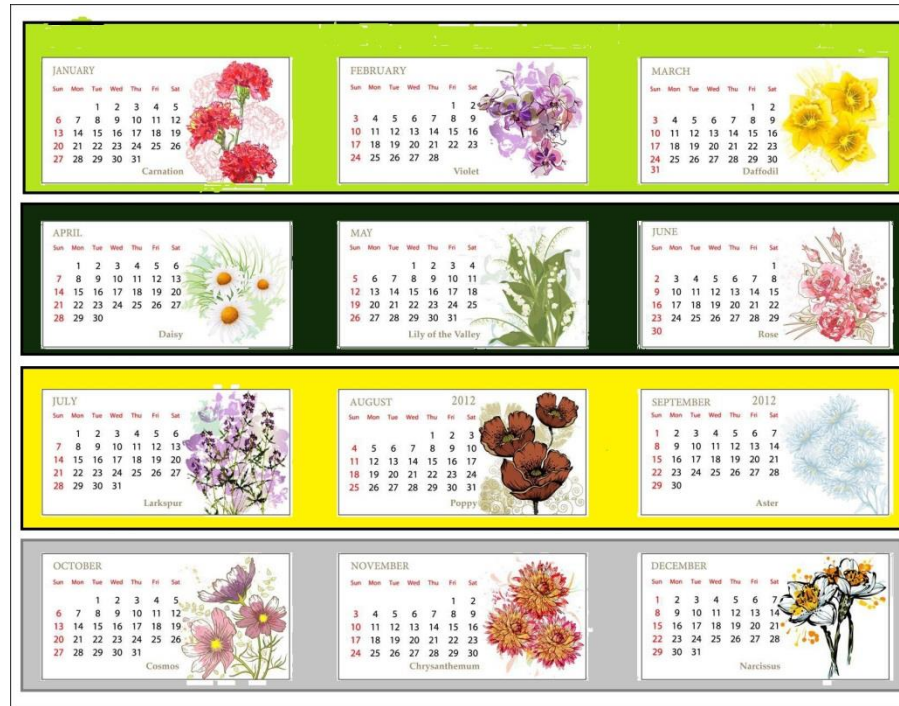 JANUARY
Sun Mon Tue Wed Thu Fri Sat
1 2 3 4 5
6 7 8 9 10 11 12
13 14 15 16 17 18 19
20 21 22 23 24 25 26
27 28 29 30 31
Carnation
FEBRUARY
Sun Mon Tue Wed Thu Fri Sat
1 2
3 4 5 6 7 8 9
10 11 12 13 14 15 16
17 18 19 20 21 22 23
24 25 26 27 28
Violet
MARCH
Sun Mon Tue Wed Thu Fri Sat
1 2
3 4 5 6 7 8 9
10 11 12 13 14 15 16
17 18 19 20 21 22 23
24 25 26 27 28 29 30
31
Daffodil
APRIL
Sun Mon Tue Wed Thu Fri Sat
1 2 3 4 5 6
7 8 9 10 11 12 13
14 15 16 17 18 19 20
21 22 23 24 25 26 27
28 29 30
Daisy
MAY
Sun Mon Tue Wed Thu Fri Sat
1 2 3 4
5 6 7 8 9 10 11
12 13 14 15 16 17 18
19 20 21 22 23 24 25
26 27 28 29 30 31
Lily of the Valley
JUNE
Sun Mon Tue Wed Thu Fri Sat
1
2 3 4 5 6 7 8
9 10 11 12 13 14 15
16 17 18 19 20 21 22
23 24 25 26 27 28 29
30
Rose
JULY
Sun Mon Tue Wed Thu Fri Sat
1 2 3 4 5 6
7 8 9 10 11 12 13
14 15 16 17 18 19 20
21 22 23 24 25 26 27
28 29 30 31
Larkspur
AUGUST 2012
Sun Mon Tue Wed Thu Fri Sat
1 2 3
4 5 6 7 8 9 10
11 12 13 14 15 16 17
18 19 20 21 22 23 24
25 26 27 28 29 30 31
Poppy
SEPTEMBER 2012
Sun Mon Tue Wed Thu Fri Sat
1 2 3 4 5 6 7
8 9 10 11 12 13 14
15 16 17 18 19 20 21
22 23 24 25 26 27 28
29 30
Aster
OCTOBER
Sun Mon Tue Wed Thu Fri Sat
1 2 3 4 5
6 7 8 9 10 11 12
13 14 15 16 17 18 19
20 21 22 23 24 25 26
27 28 29 30 31
Cosmos
NOVEMBER
Sun Mon Tue Wed Thu Fri Sat
1 2
3 4 5 6 7 8 9
10 11 12 13 14 15 16
17 18 19 20 21 22 23
24 25 26 27 28 29 30
Chrysanthemum
DECEMBER
Sun Mon Tue Wed Thu Fri Sat
1 2 3 4 5 6 7
8 9 10 11 12 13 14
15 16 17 18 19 20 21
22 23 24 25 26 27 28
29 30 31
Narcissus